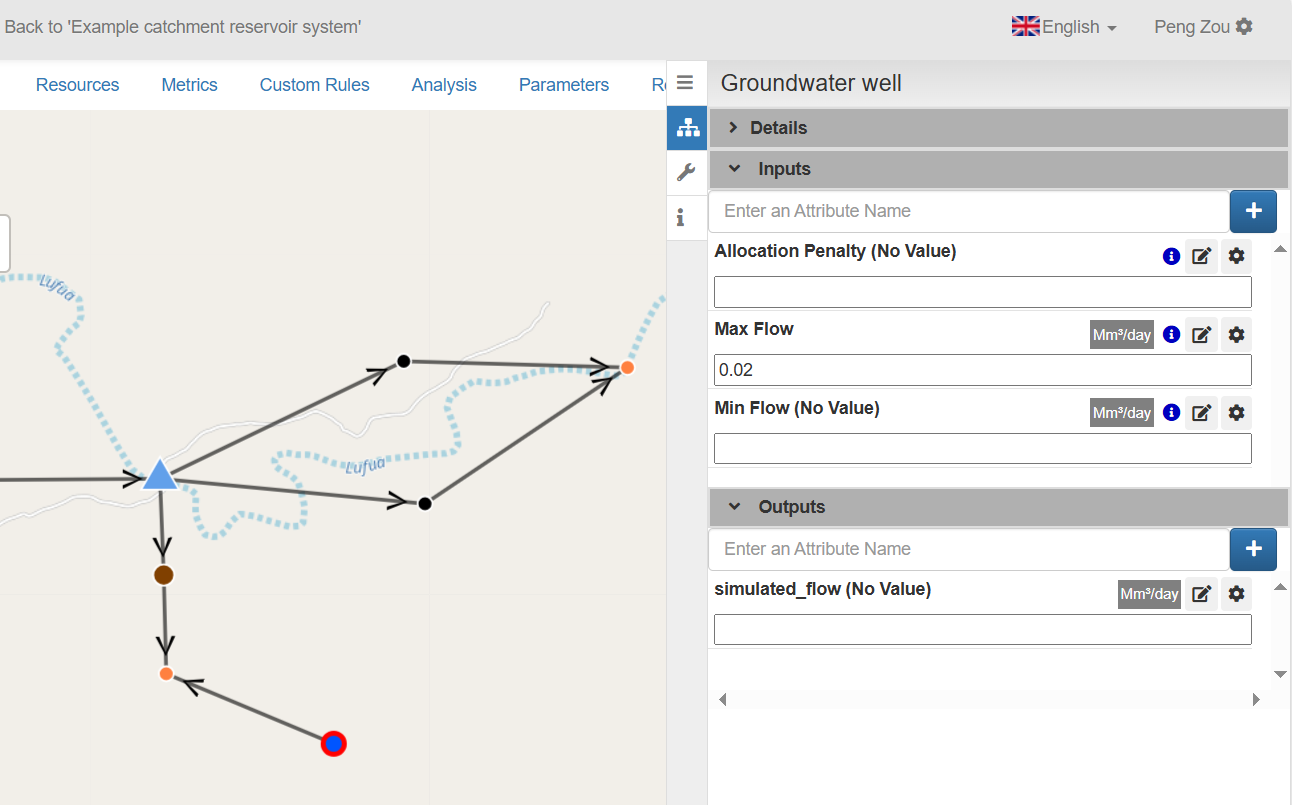 Back to 'Example catchment reservoir system'
English
Peng Zou
Resources
Metrics
Custom Rules
Analysis
Parameters
Groundwater well
Details
Inputs
Enter an Attribute Name
Allocation Penalty (No Value)
Max Flow
Mm³/day
0.02
Min Flow (No Value)
Mm³/day
Outputs
Enter an Attribute Name
simulated_flow (No Value)
Mm³/day
Lufua
Lufua